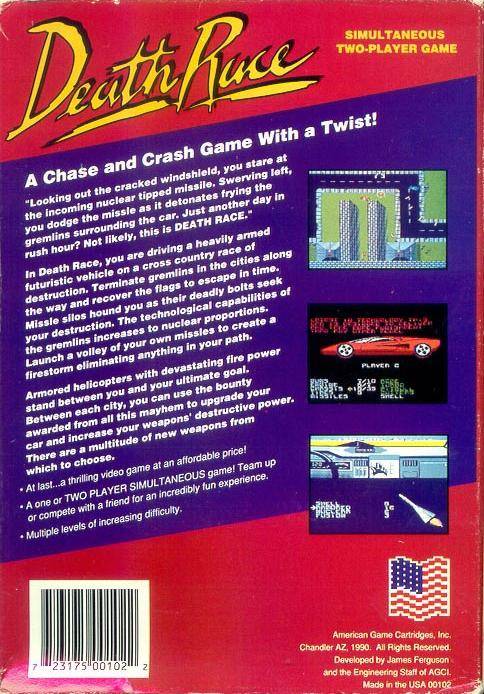 Death Race
SIMULTANEOUS
TWO-PLAYER GAME
A Chase and Crash Game With a Twist!
"Looking out the cracked windshield, you stare at
the incoming nuclear tipped missile. Swerving left,
you dodge the missle as it detonates frying the
gremlins surrounding the car. Just another day in
rush hour? Not likely, this is DEATH RACE."
In Death Race, you are driving a heavily armed
futuristic vehicle on a cross country race of
destruction. Terminate gremlins in the cities along
the way and recover the flags to escape in time.
Missle silos hound you as their deadly bolts seek
your destruction. The technological capabilities of
the gremlins increases to nuclear proportions.
Launch a volley of your own missles to create a
firestorm eliminating anything in your path.
Armored helicopters with devastating fire power
stand between you and your ultimate goal.
Between each city, you can use the bounty
awarded from all this mayhem to upgrade your
car and increase your weapons' destructive power.
There are a multitude of new weapons from
which to choose.
• At last...a thrilling video game at an affordable price!
• A one or TWO PLAYER SIMULTANEOUS game! Team up
or compete with a friend for an incredibly fun experience.
• Multiple levels of increasing difficulty.
PLAYER
MISSILES
SHELL
SHELL
7 23175 00102 2
American Game Cartridges, Inc.
Chandler AZ, 1990. All Rights Reserved.
Developed by James Ferguson
and the Engineering Staff of AGCI.
Made in the USA 00102